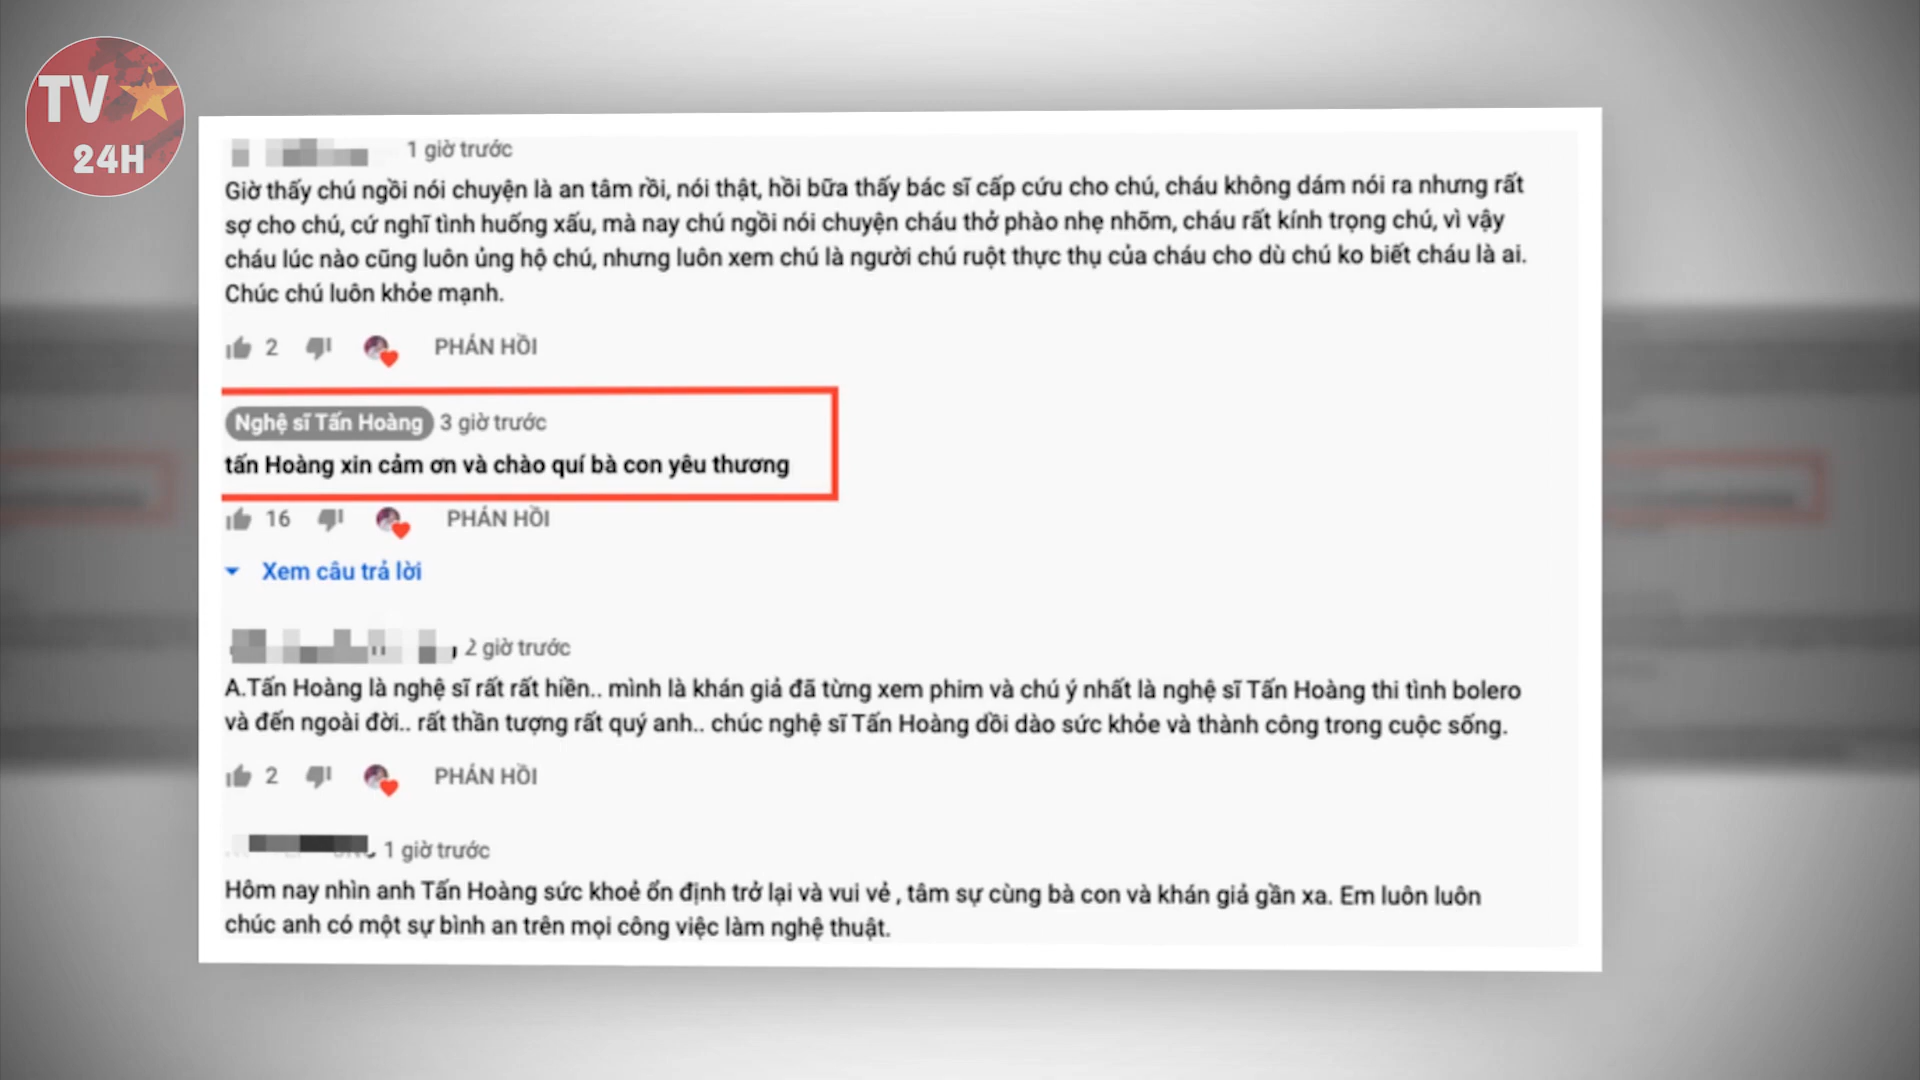 TV
24H
1 giờ trước
Giờ thấy chú ngồi nói chuyện là an tâm rồi, nói thật, hồi bữa thấy bác sĩ cấp cứu cho chú, cháu không dám nói ra nhưng rất
sợ cho chú, cứ nghĩ tình huống xấu, mà nay chú ngồi nói chuyện cháu thở phào nhẹ nhõm, cháu rất kính trọng chú, vì vậy
cháu lúc nào cũng luôn ủng hộ chú, nhưng luôn xem chú là người chú ruột thực thụ của cháu cho dù chú ko biết cháu là ai.
Chúc chú luôn khỏe mạnh.
2 PHẢN HỒI
Nghệ sĩ Tấn Hoàng 3 giờ trước
tấn Hoàng xin cảm ơn và chào quí bà con yêu thương
16 PHẢN HỒI
Xem câu trả lời
2 giờ trước
A.Tấn Hoàng là nghệ sĩ rất rất hiền.. mình là khán giả đã từng xem phim và chú ý nhất là nghệ sĩ Tấn Hoàng thi tình bolero
và đến ngoài đời.. rất thần tượng rất quý anh.. chúc nghệ sĩ Tấn Hoàng dồi dào sức khỏe và thành công trong cuộc sống.
2 PHẢN HỒI
1 giờ trước
Hôm nay nhìn anh Tấn Hoàng sức khoẻ ổn định trở lại và vui vẻ , tâm sự cùng bà con và khán giả gần xa. Em luôn luôn
chúc anh có một sự bình an trên mọi công việc làm nghệ thuật.